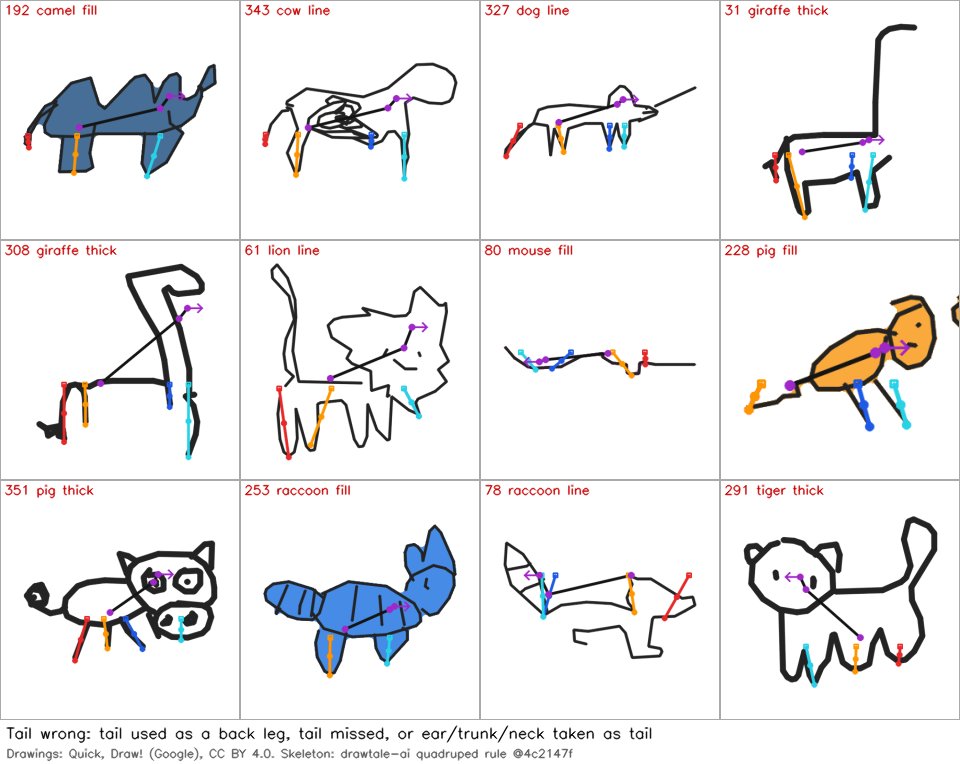 192 camel fill
343 cow line
327 dog line
31 giraffe thick
308 giraffe thick
61 lion line
80 mouse fill
228 pig fill
351 pig thick
253 raccoon fill
78 raccoon line
291 tiger thick
Tail wrong: tail used as a back leg, tail missed, or ear/trunk/neck taken as tail
Drawings: Quick, Draw! (Google), CC BY 4.0. Skeleton: drawtale-ai quadruped rule @4c2147f